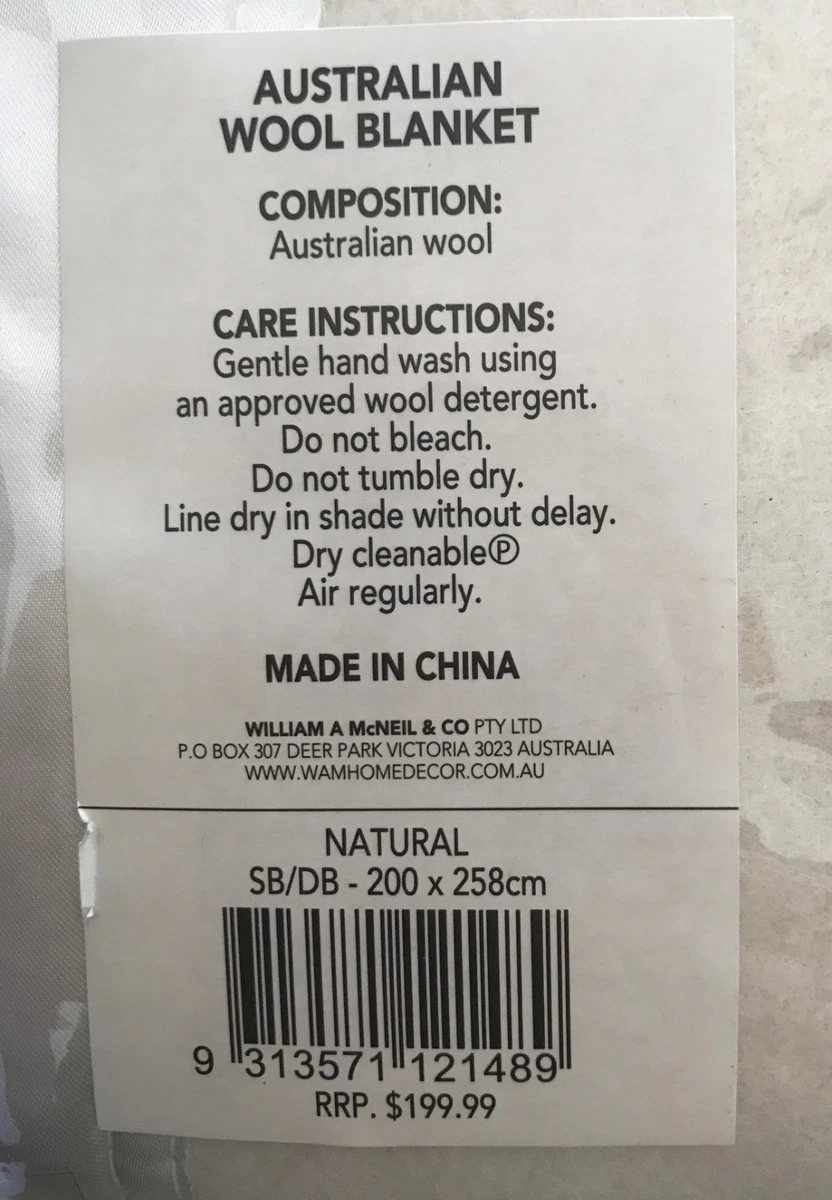 AUSTRALIAN
WOOL BLANKET
COMPOSITION:
Australian wool
CARE INSTRUCTIONS:
Gentle hand wash using
an approved wool detergent.
Do not bleach.
Do not tumble dry.
Line dry in shade without delay.
Dry cleanableⓅ
Air regularly.
MADE IN CHINA
WILLIAM A McNEIL & CO PTY LTD
P.O BOX 307 DEER PARK VICTORIA 3023 AUSTRALIA
WWW.WAMHOMEDECOR.COM.AU
NATURAL
SB/DB - 200 x 258cm
9 313571 121489
RRP. $199.99